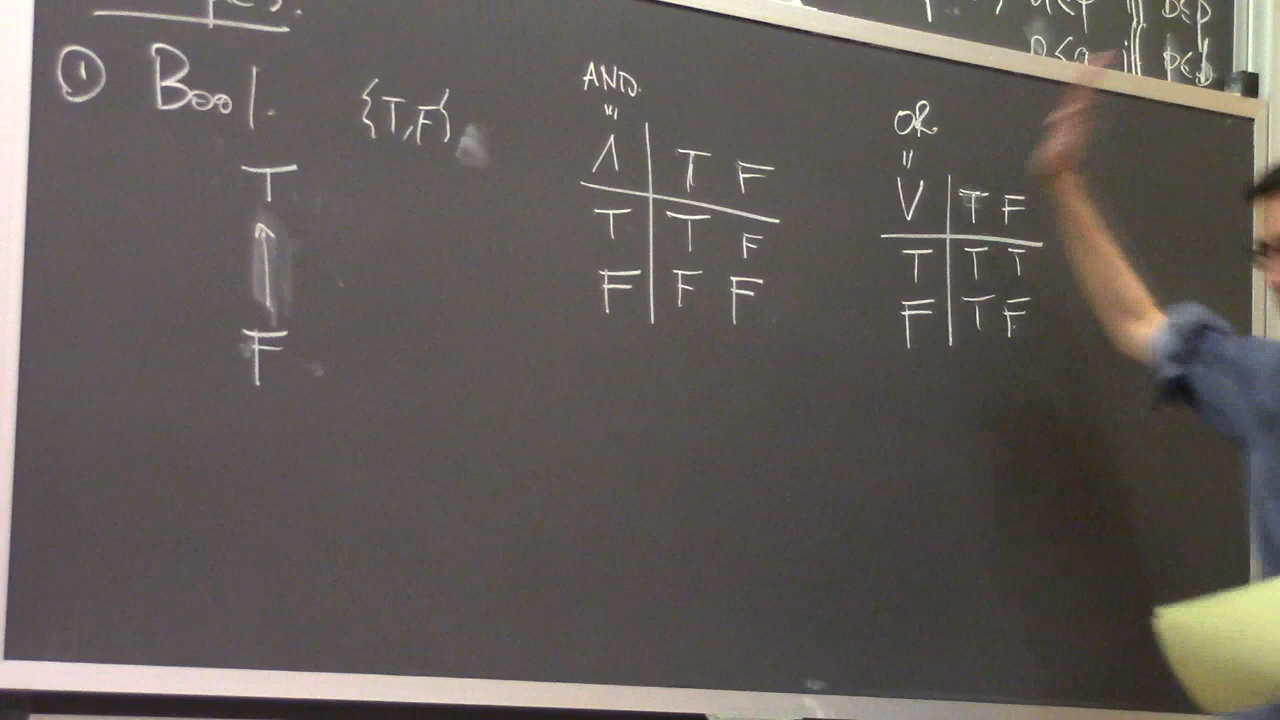 ① Bool. {T,F}
T
↑
F
AND.
"
∧ T F
T T F
F F F
OR.
"
∨ T F
T T T
F T F